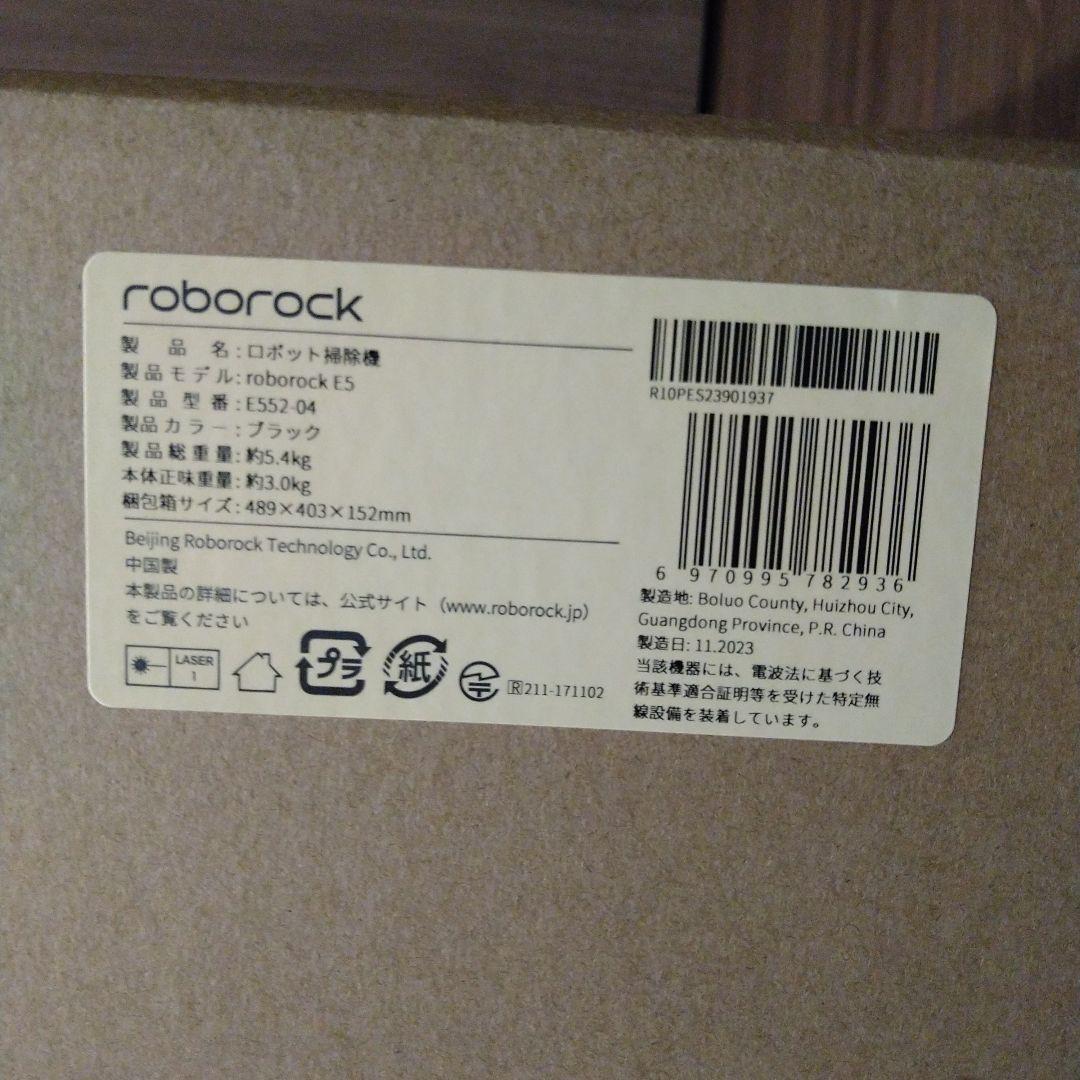 roborock
製品名:ロボット掃除機
製品モデル:roborock E5
製品型番:E552-04
製品カラー:ブラック
製品総重量:約5.4kg
本体正味重量:約3.0kg
梱包箱サイズ:489×403×152mm
Beijing Roborock Technology Co., Ltd.
中国製
本製品の詳細については、公式サイト（www.roborock.jp）
をご覧ください
LASER
1
プラ
紙
R 211-171102
R10PES23901937
6 970995 782936
製造地: Boluo County, Huizhou City,
Guangdong Province, P.R. China
製造日: 11.2023
当該機器には、電波法に基づく技
術基準適合証明等を受けた特定無
線設備を装着しています。